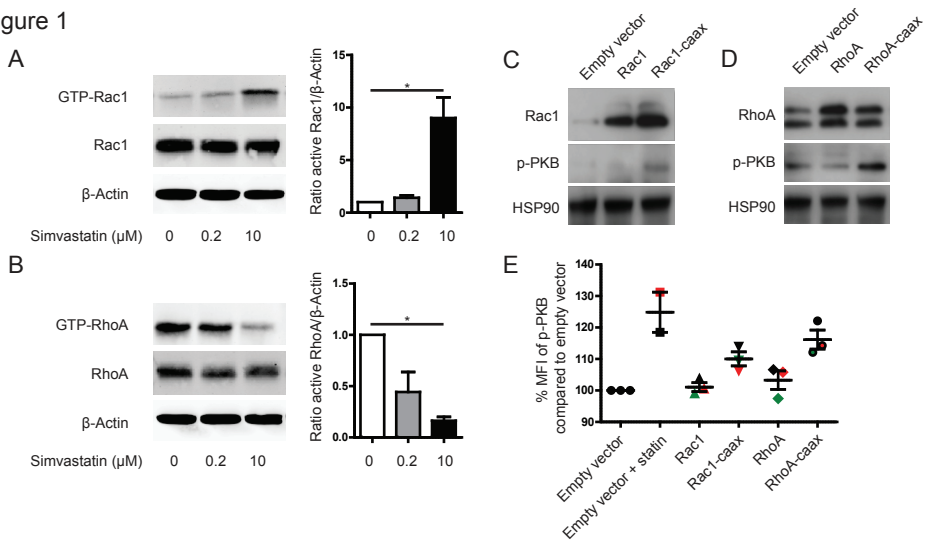 gure 1
A
GTP-Rac1
Rac1
β-Actin
Simvastatin (μM) 0 0.2 10
Ratio active Rac1/β-Actin
15
10
5
0
*
0 0.2 10
B
GTP-RhoA
RhoA
β-Actin
Simvastatin (μM) 0 0.2 10
Ratio active RhoA/β-Actin
1.5
1.0
0.5
0.0
*
0 0.2 10
C
Empty vector
Rac1
Rac1-caax
Rac1
p-PKB
HSP90
D
Empty vector
RhoA
RhoA-caax
RhoA
p-PKB
HSP90
E
% MFI of p-PKB
compared to empty vector
140
130
120
110
100
90
Empty vector
Empty vector + statin
Rac1
Rac1-caax
RhoA
RhoA-caax